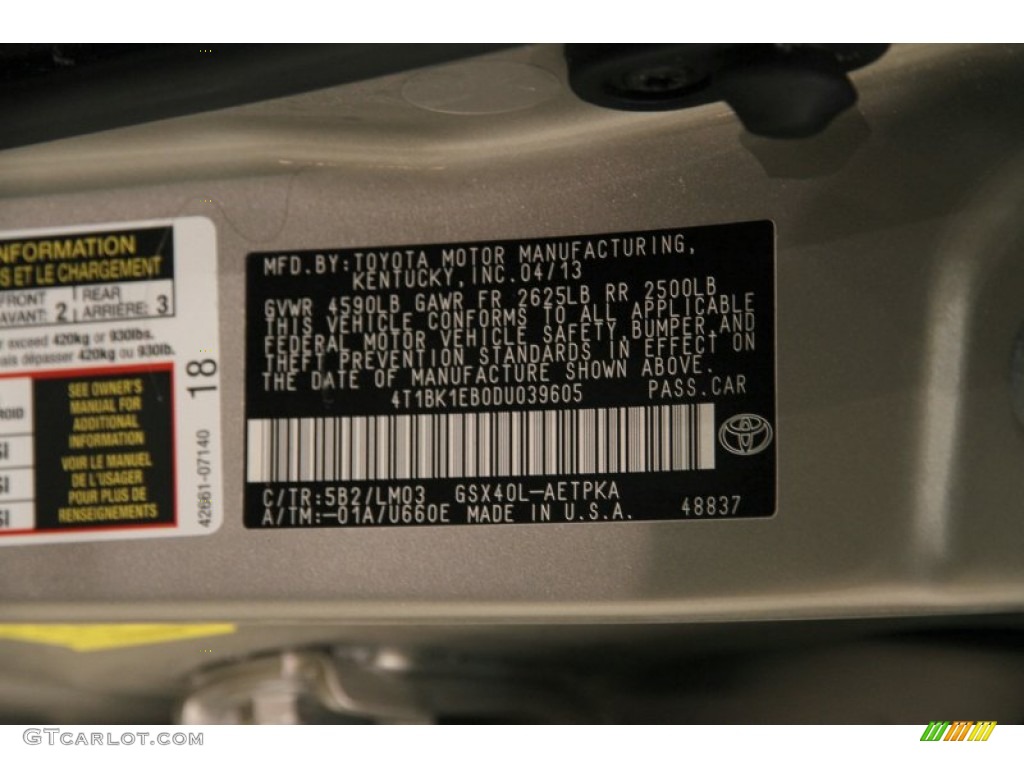 NFORMATION
S ET LE CHARGEMENT
FRONT
AVANT: 2
REAR
ARRIÈRE: 3
r exceed 420kg or 930lbs.
ais dépasser 420kg ou 930lb.
SEE OWNER'S
MANUAL FOR
ADDITIONAL
INFORMATION
VOIR LE MANUEL
DE L'USAGER
POUR PLUS DE
RENSEIGNEMENTS
18
42661-07140
MFD.BY:TOYOTA MOTOR MANUFACTURING,
KENTUCKY,INC.04/13
GVWR 4590LB GAWR FR 2625LB RR 2500LB
THIS VEHICLE CONFORMS TO ALL APPLICABLE
FEDERAL MOTOR VEHICLE SAFETY,BUMPER,AND
THEFT PREVENTION STANDARDS IN EFFECT ON
THE DATE OF MANUFACTURE SHOWN ABOVE.
4T1BK1EB0DU039605 PASS.CAR
C/TR:5B2/LM03 GSX40L-AETPKA
A/TM:-01A/U660E MADE IN U.S.A. 48837
GTCarlot.com